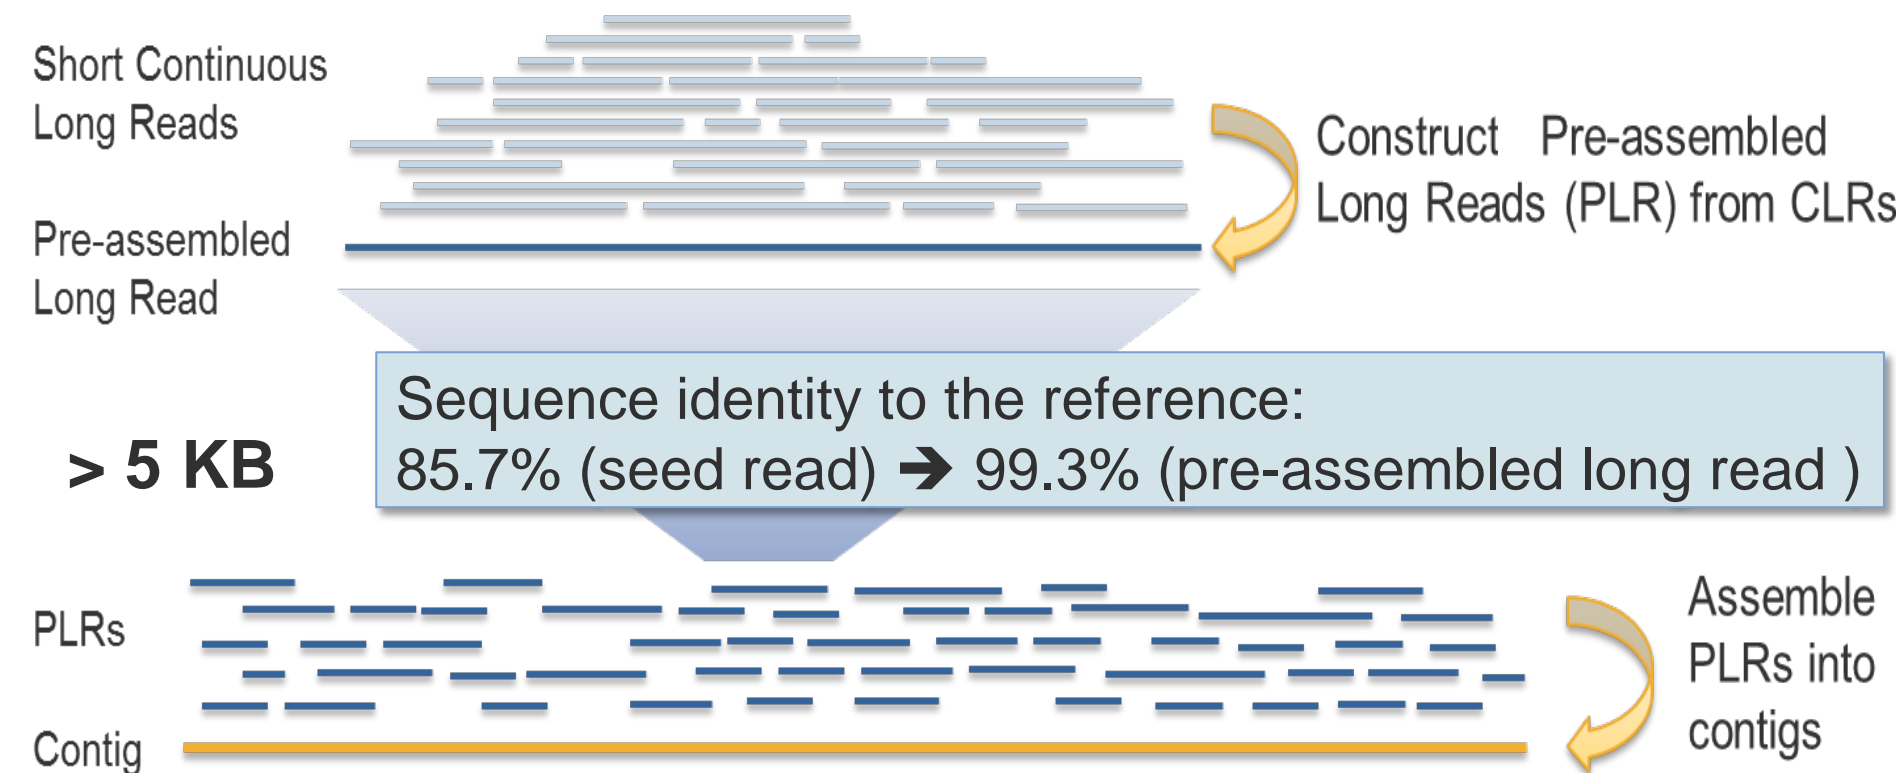 Short Continuous
Long Reads
Construct Pre-assembled
Long Reads (PLR) from CLRs
Pre-assembled
Long Read
Sequence identity to the reference:
> 5 KB
85.7% (seed read) ➔ 99.3% (pre-assembled long read )
PLRs
Assemble
PLRs into
contigs
Contig